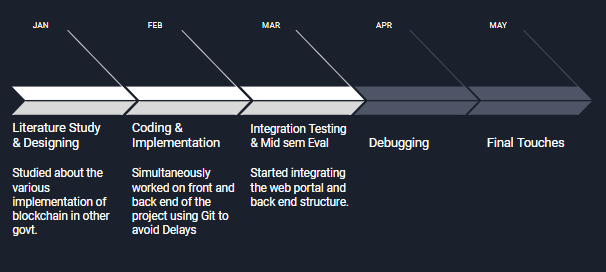 JAN
FEB
MAR
APR
MAY
Literature Study
& Designing
Studied about the
various
implementation of
blockchain in other
govt.
Coding &
Implementation
Simultaneously
worked on front and
back end of the
project using Git to
avoid Delays
Integration Testing
& Mid sem Eval
Started integrating
the web portal and
back end structure.
Debugging
Final Touches